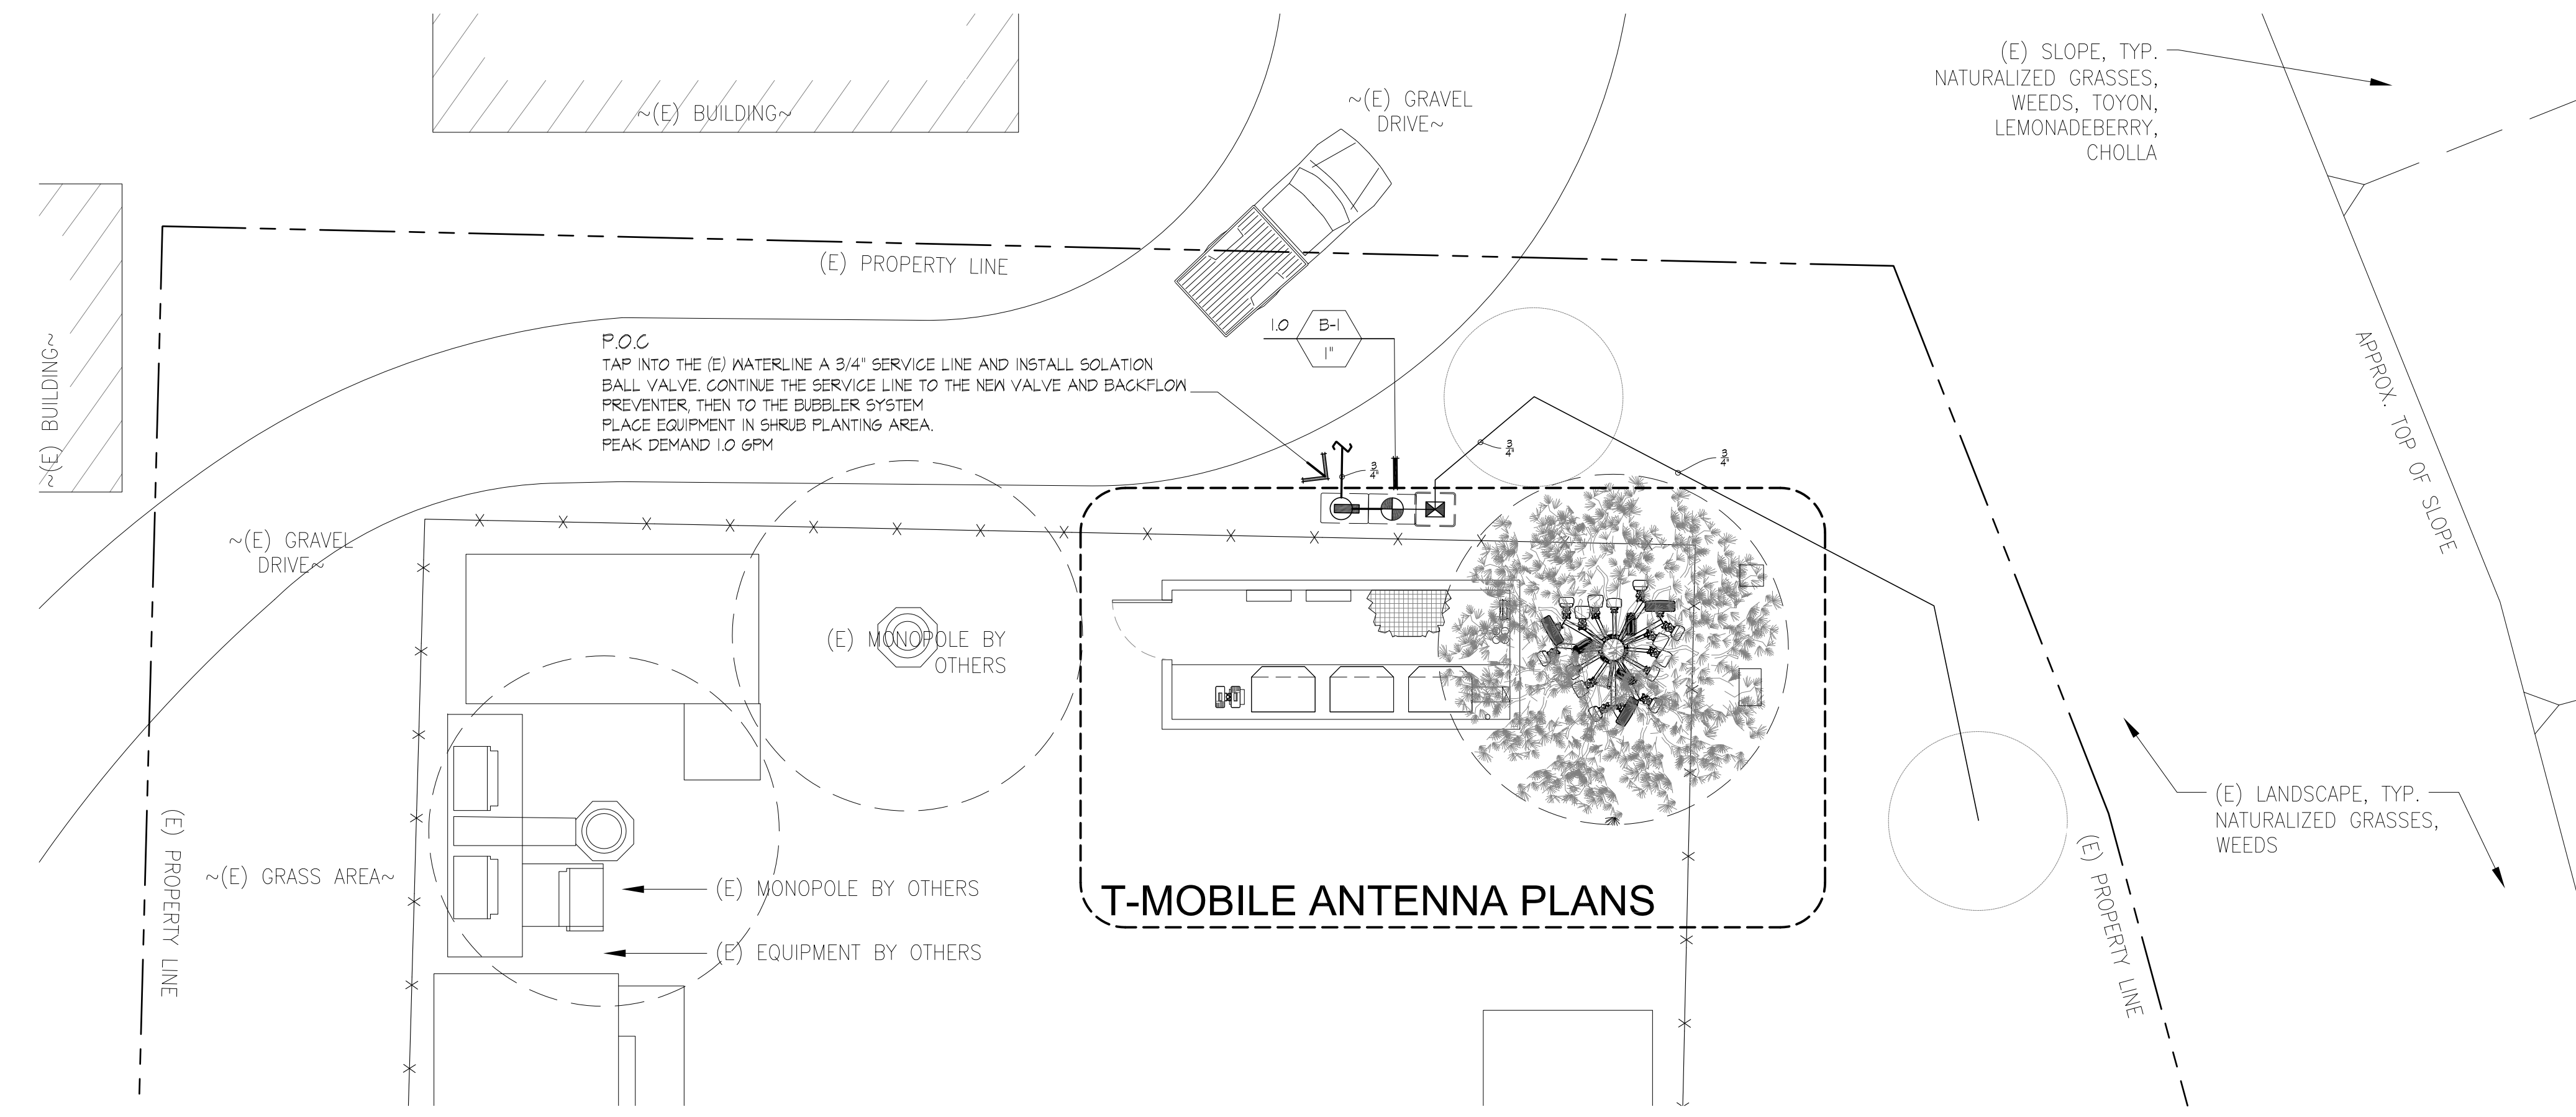 (E) SLOPE, TYP.
NATURALIZED GRASSES,
WEEDS, TOYON,
LEMONADEBERRY,
CHOLLA
~(E) BUILDING~
~(E) GRAVEL
DRIVE~
(E) PROPERTY LINE
~(E) BUILDING~
1.0
B-1
1"
P.O.C
TAP INTO THE (E) WATERLINE A 3/4" SERVICE LINE AND INSTALL SOLATION
BALL VALVE. CONTINUE THE SERVICE LINE TO THE NEW VALVE AND BACKFLOW
PREVENTER, THEN TO THE BUBBLER SYSTEM
PLACE EQUIPMENT IN SHRUB PLANTING AREA.
PEAK DEMAND 1.0 GPM
3/4"
3/4"
3/4"
APPROX. TOP OF SLOPE
~(E) GRAVEL
DRIVE~
(E) MONOPOLE BY
OTHERS
(E) PROPERTY LINE
~(E) GRASS AREA~
(E) MONOPOLE BY OTHERS
(E) EQUIPMENT BY OTHERS
T-MOBILE ANTENNA PLANS
(E) LANDSCAPE, TYP.
NATURALIZED GRASSES,
WEEDS
(E) PROPERTY LINE